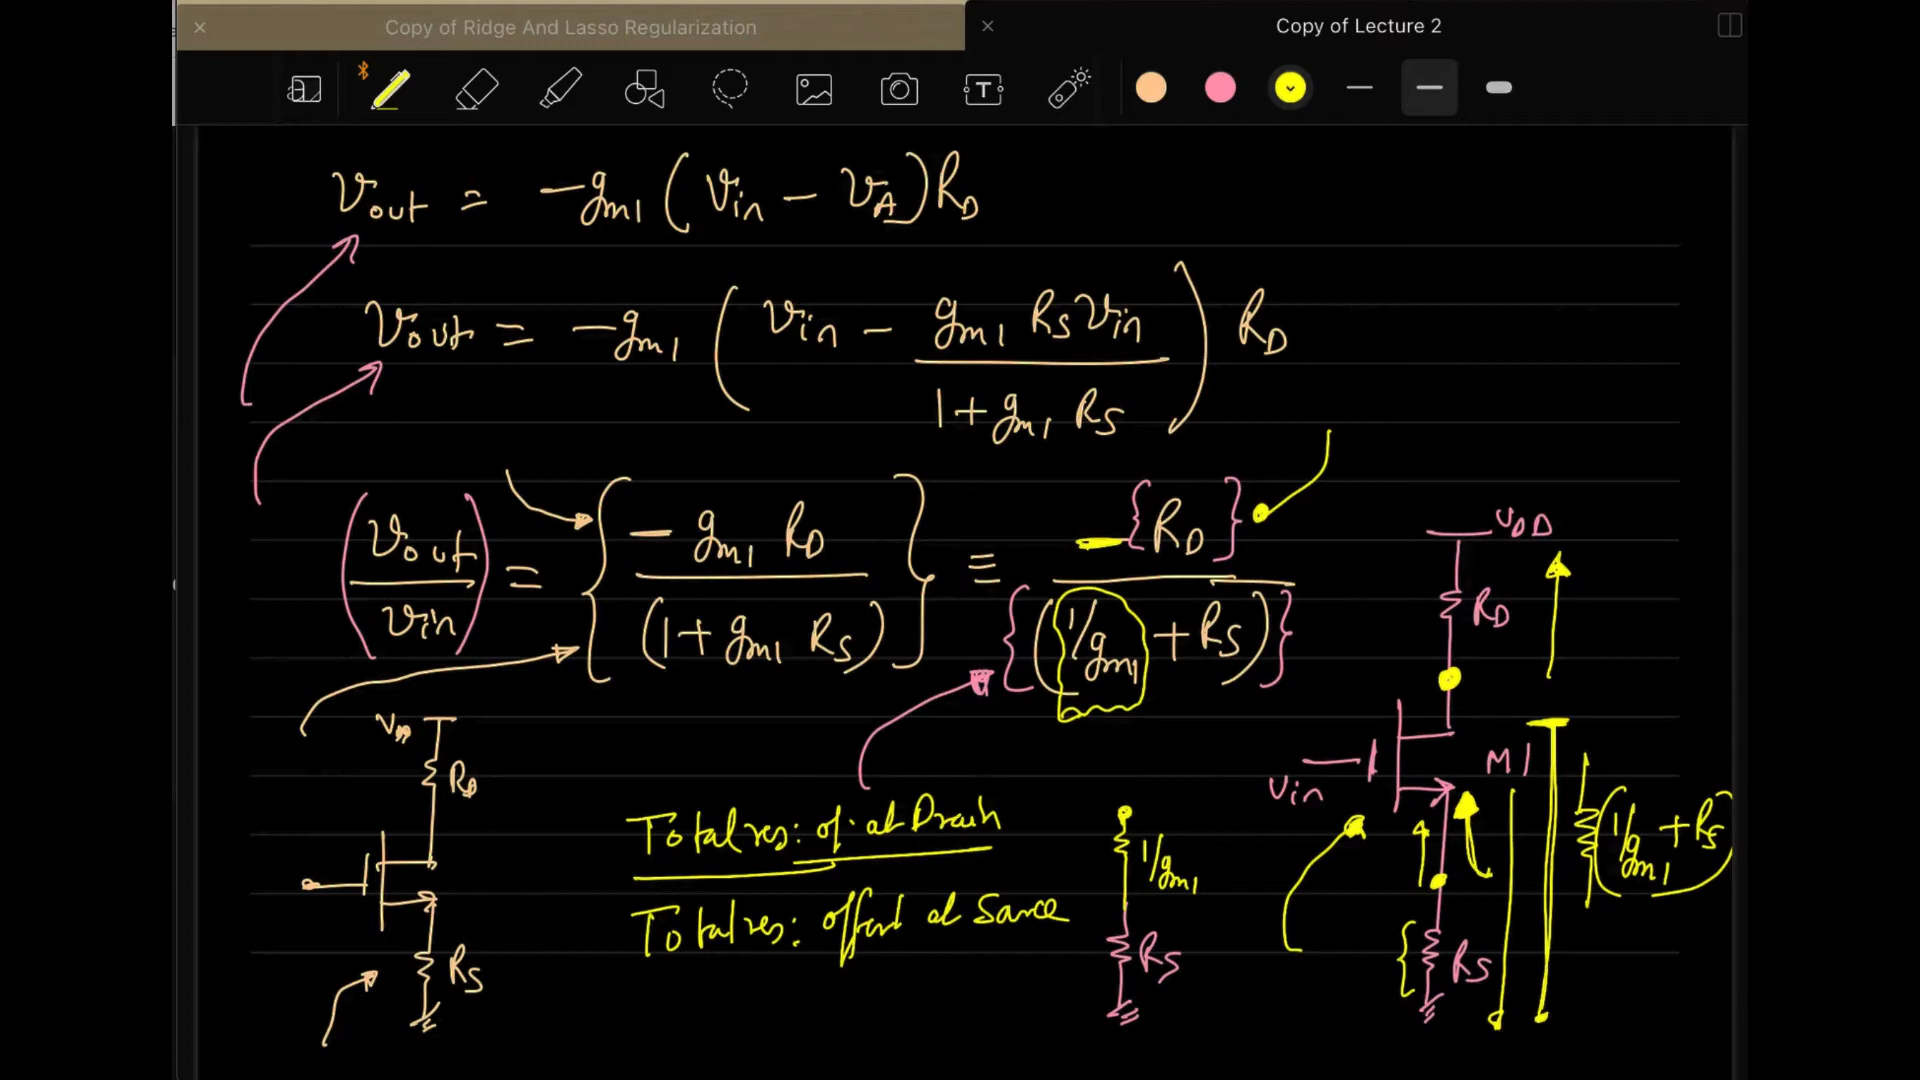 Copy of Ridge And Lasso Regularization
Copy of Lecture 2
T
Vout = -gm1 (Vin - VA) RD
Vout = -gm1 (Vin - gm1 RS Vin / 1 + gm1 RS) RD
(Vout / Vin) = { - gm1 RD / (1 + gm1 RS) } ≡ - {RD} / {(1/gm1 + RS)}
VDD
RD
Vin
M1
(1/gm1 + RS)
RS
VDD
RD
RS
Total res: of. at Drain
Total res: at Source
1/gm1
RS